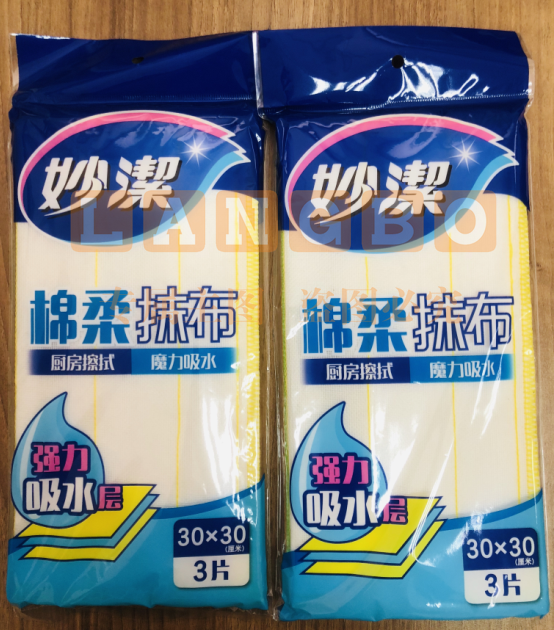 妙潔
妙潔
LANGBO
棉柔抹布
棉柔抹布
厨房擦拭 魔力吸水
厨房擦拭 魔力吸水
强力
吸水层
强力
吸水层
30×30
(厘米)
3片
30×30
(厘米)
3片